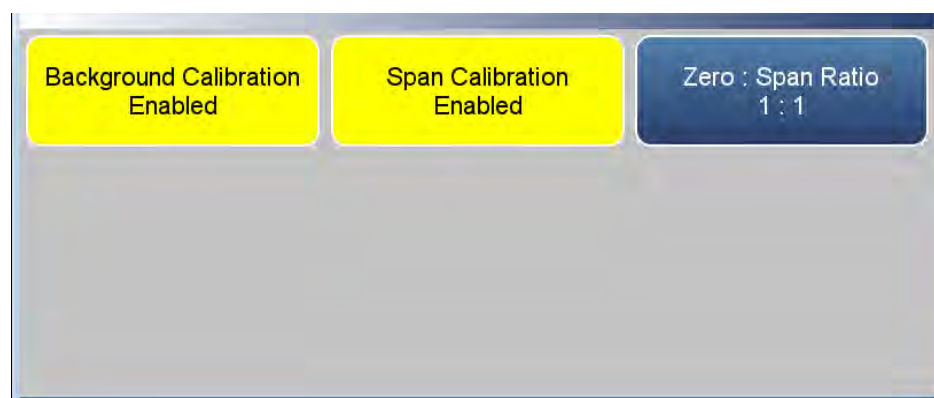 Background Calibration
Enabled
Span Calibration
Enabled
Zero : Span Ratio
1 : 1